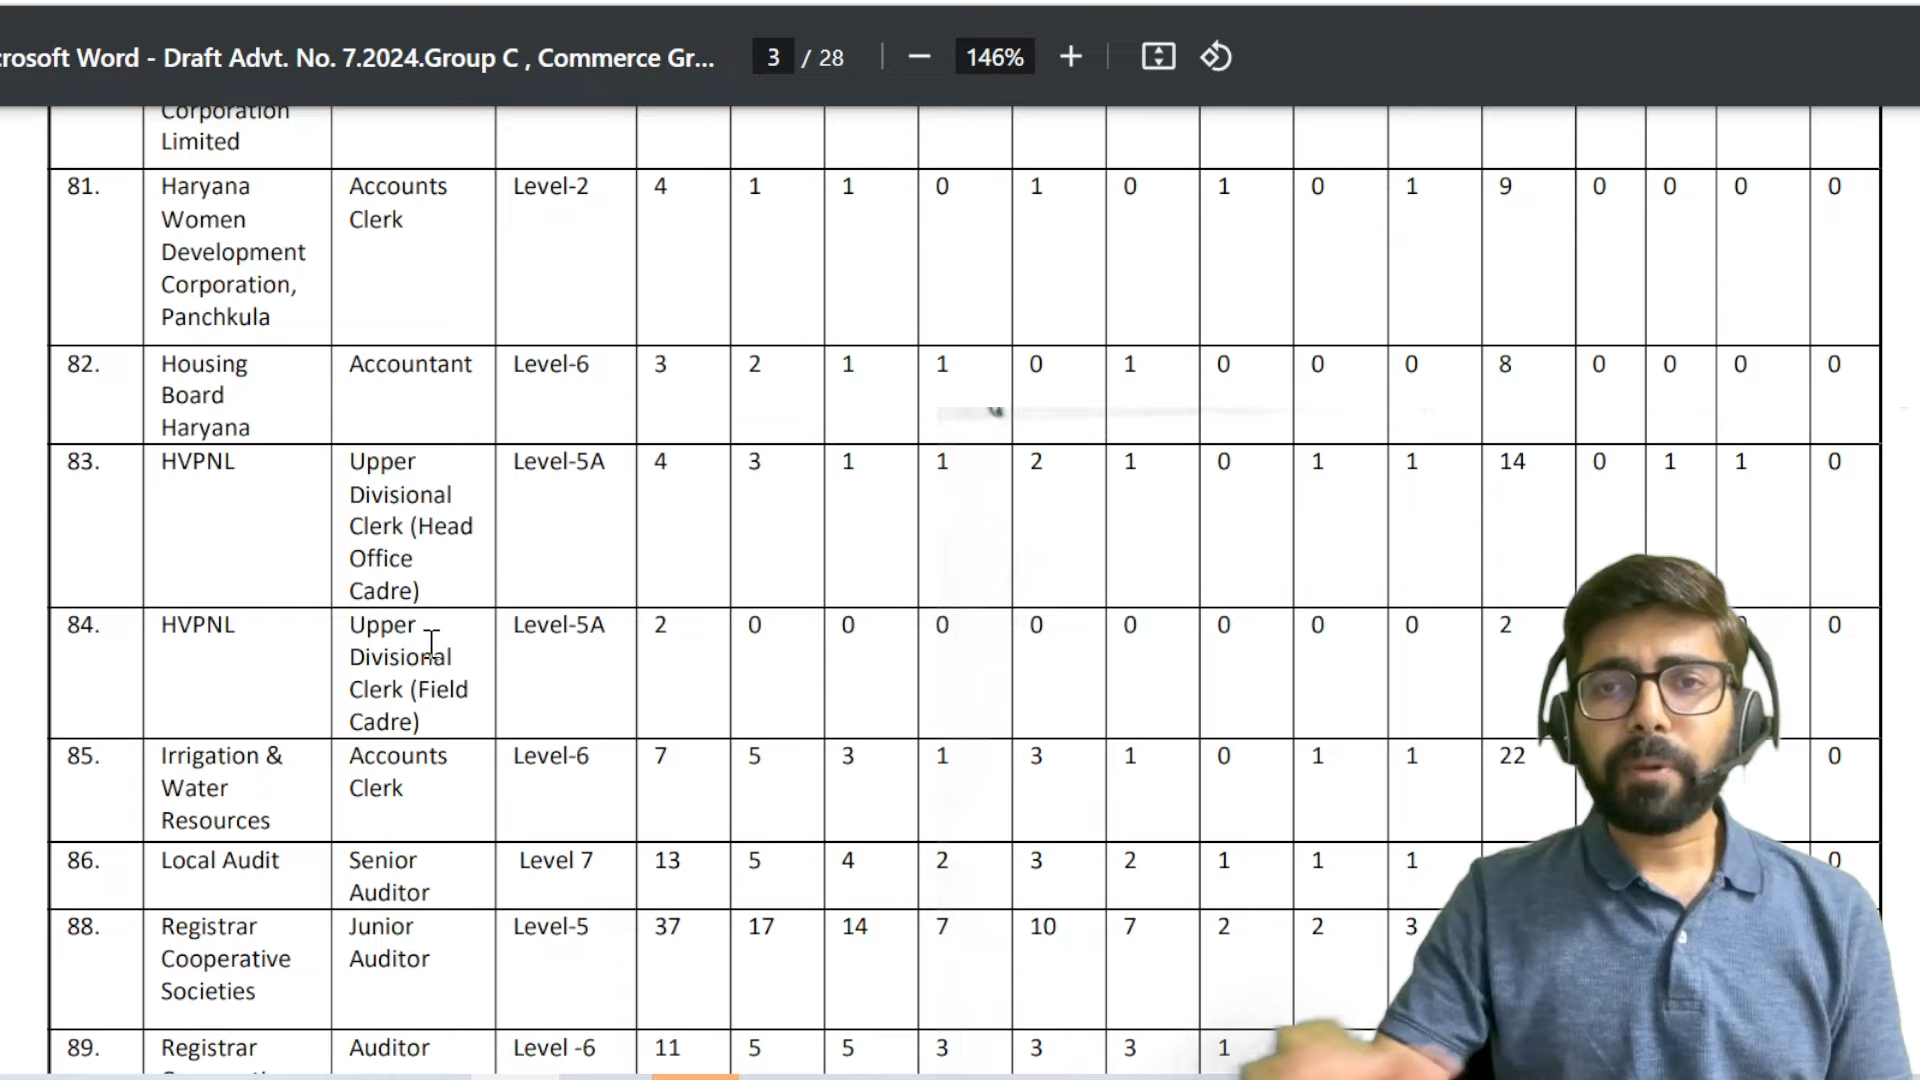 crosoft Word - Draft Advt. No. 7.2024.Group C , Commerce Gr... 3 / 28 146%
Corporation
Limited
81. Haryana Accounts Level-2 4 1 1 0 1 0 1 0 1 9 0 0 0 0
Women Clerk
Development
Corporation,
Panchkula
82. Housing Accountant Level-6 3 2 1 1 0 1 0 0 0 8 0 0 0 0
Board
Haryana
83. HVPNL Upper Level-5A 4 3 1 1 2 1 0 1 1 14 0 1 1 0
Divisional
Clerk (Head
Office
Cadre)
84. HVPNL Upper Level-5A 2 0 0 0 0 0 0 0 0 2 0
Divisional
Clerk (Field
Cadre)
85. Irrigation & Accounts Level-6 7 5 3 1 3 1 0 1 1 22 0
Water Clerk
Resources
86. Local Audit Senior Level 7 13 5 4 2 3 2 1 1 1 0
Auditor
88. Registrar Junior Level-5 37 17 14 7 10 7 2 2 3
Cooperative Auditor
Societies
89. Registrar Auditor Level -6 11 5 5 3 3 3 1